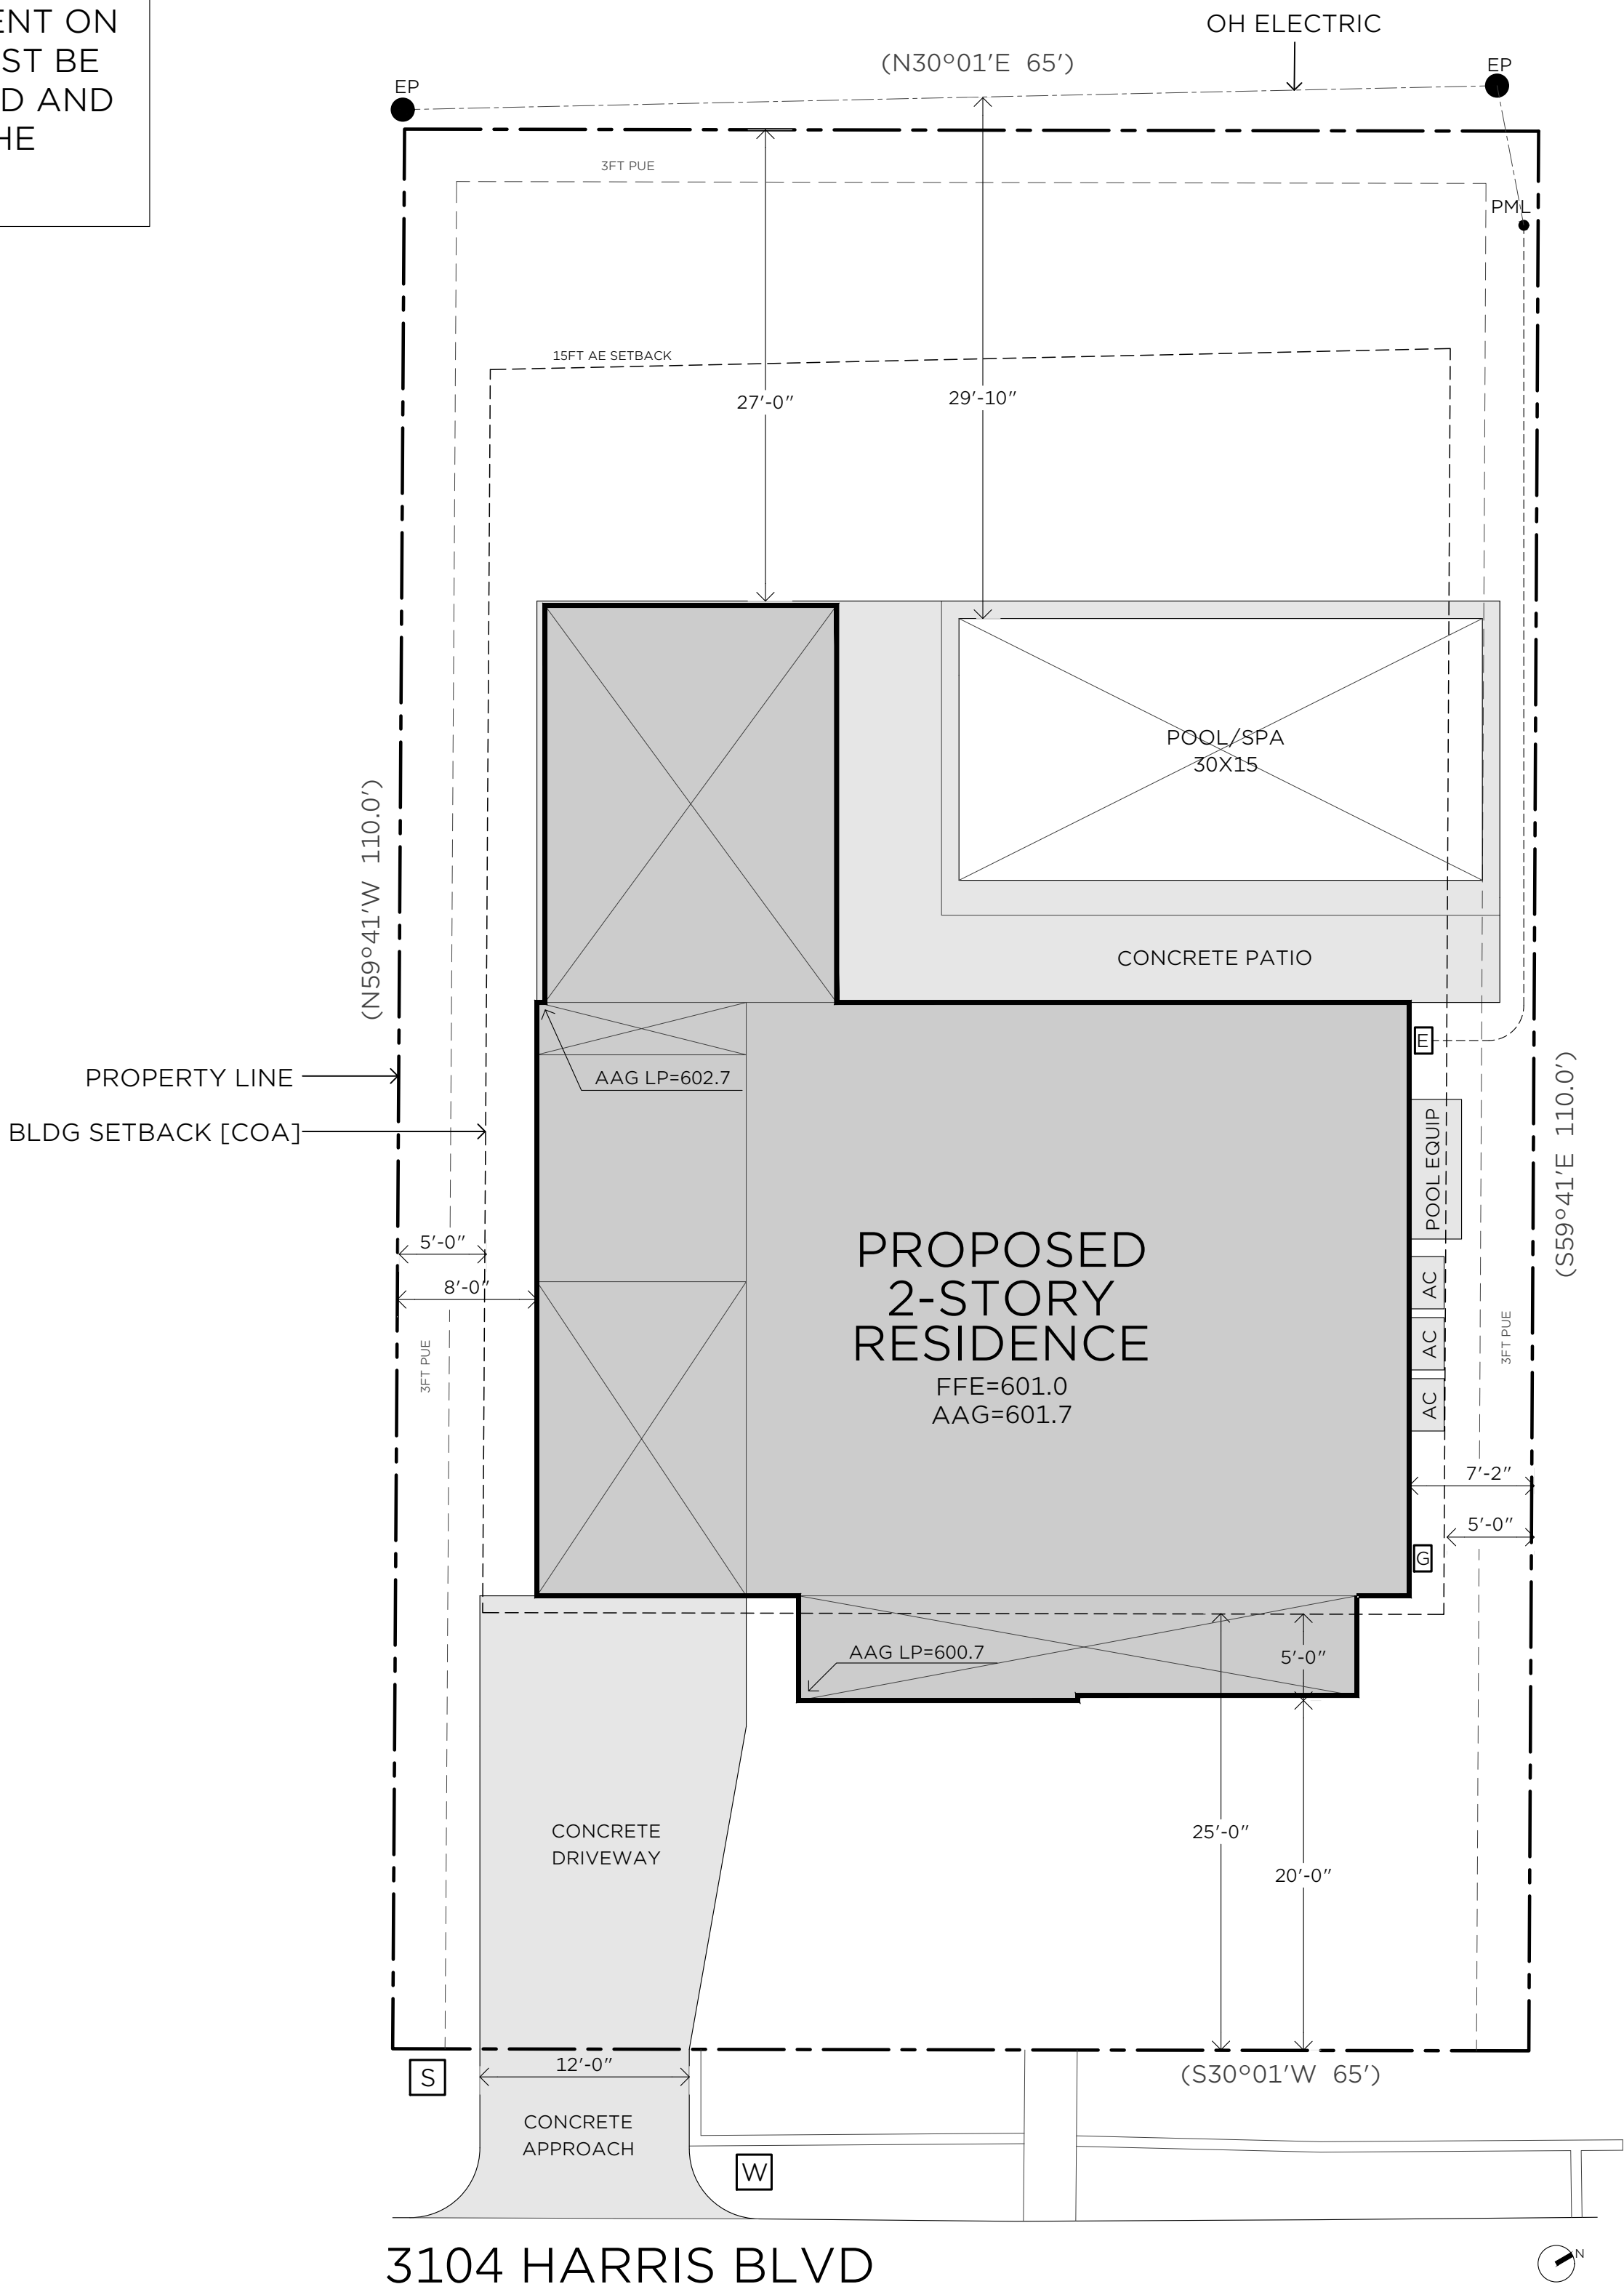 ENT ON
ST BE
D AND
HE
OH ELECTRIC
(N30°01'E 65')
EP
EP
3FT PUE
PML
15FT AE SETBACK
27'-0"
29'-10"
POOL/SPA
30X15
(N59°41'W 110.0')
CONCRETE PATIO
E
PROPERTY LINE
AAG LP=602.7
BLDG SETBACK [COA]
POOL EQUIP
(S59°41'E 110.0')
PROPOSED
2-STORY
RESIDENCE
FFE=601.0
AAG=601.7
5'-0"
8'-0"
AC
AC
AC
3FT PUE
3FT PUE
7'-2"
5'-0"
G
AAG LP=600.7
5'-0"
CONCRETE
DRIVEWAY
25'-0"
20'-0"
12'-0"
S
(S30°01'W 65')
CONCRETE
APPROACH
W
3104 HARRIS BLVD
N